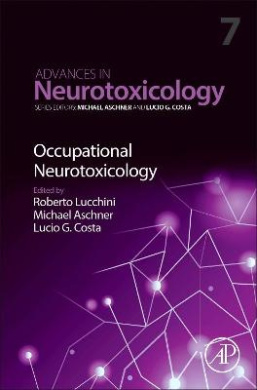 7
ADVANCES IN
Neurotoxicology
SERIES EDITORS: MICHAEL ASCHNER AND LUCIO G. COSTA
Occupational
Neurotoxicology
Edited by
Roberto Lucchini
Michael Aschner
Lucio G. Costa
AP